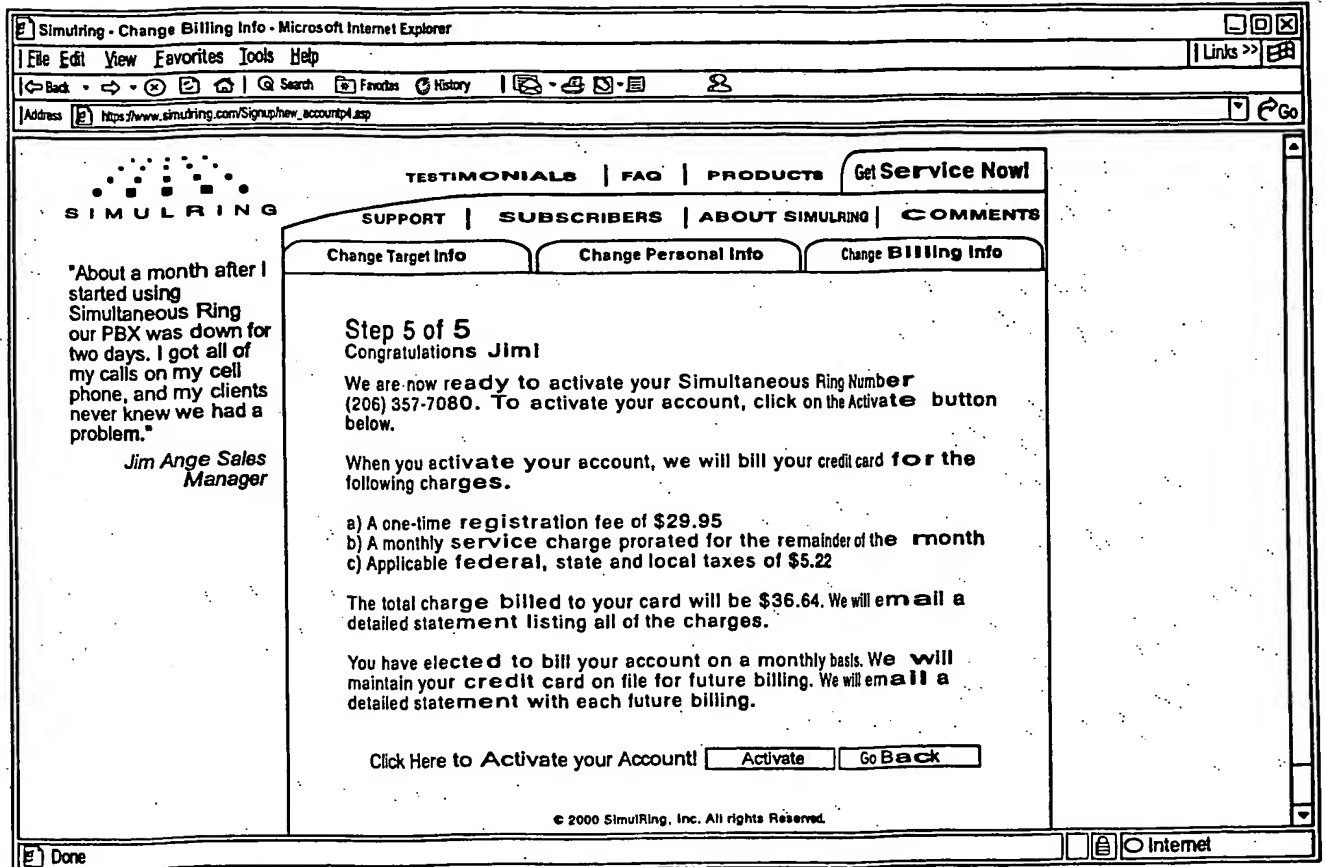 Simulring - Change Billing Info - Microsoft Internet Explorer
File Edit View Favorites Tools Help
Links >>
Back Search Favorites History
Address https://www.simulring.com/Signup/new_accountp4.asp Go
SIMULRING
TESTIMONIALS | FAQ | PRODUCTS Get Service Now!
SUPPORT | SUBSCRIBERS | ABOUT SIMULRING | COMMENTS
Change Target Info Change Personal Info Change Billing Info
"About a month after I
started using
Simultaneous Ring
our PBX was down for
two days. I got all of
my calls on my cell
phone, and my clients
never knew we had a
problem."
Jim Ange Sales
Manager
Step 5 of 5
Congratulations Jim!
We are now ready to activate your Simultaneous Ring Number
(206) 357-7080. To activate your account, click on the Activate button
below.
When you activate your account, we will bill your credit card for the
following charges.
a) A one-time registration fee of $29.95
b) A monthly service charge prorated for the remainder of the month
c) Applicable federal, state and local taxes of $5.22
The total charge billed to your card will be $36.64. We will email a
detailed statement listing all of the charges.
You have elected to bill your account on a monthly basis. We will
maintain your credit card on file for future billing. We will email a
detailed statement with each future billing.
Click Here to Activate your Account! Activate Go Back
© 2000 SimulRing, Inc. All rights Reserved.
Done Internet